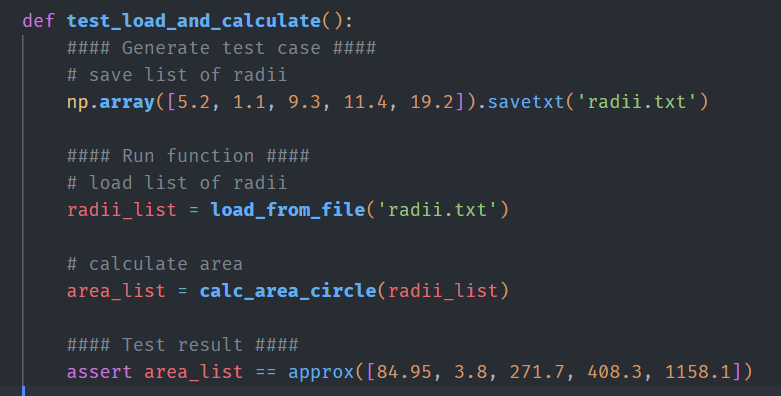 def test_load_and_calculate():
    #### Generate test case ####
    # save list of radii
    np.array([5.2, 1.1, 9.3, 11.4, 19.2]).savetxt('radii.txt')

    #### Run function ####
    # load list of radii
    radii_list = load_from_file('radii.txt')

    # calculate area
    area_list = calc_area_circle(radii_list)

    #### Test result ####
    assert area_list == approx([84.95, 3.8, 271.7, 408.3, 1158.1])